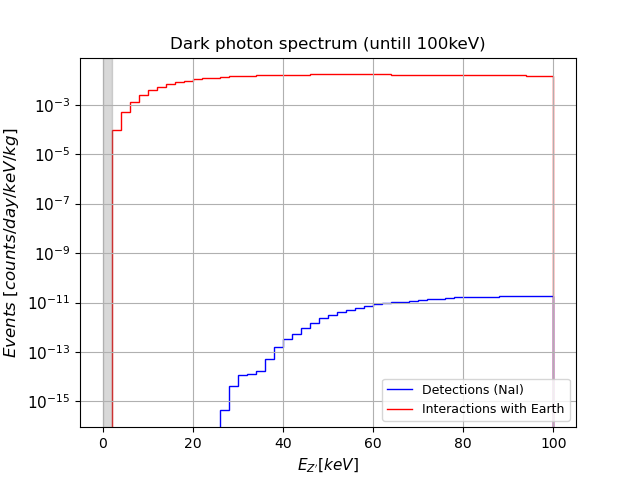 Dark photon spectrum (untill 100keV)
Events [counts/day/keV/kg]
10⁻³
10⁻⁵
10⁻⁷
10⁻⁹
10⁻¹¹
10⁻¹³
10⁻¹⁵
Detections (NaI)
Interactions with Earth
0 20 40 60 80 100
E_{Z'}[keV]